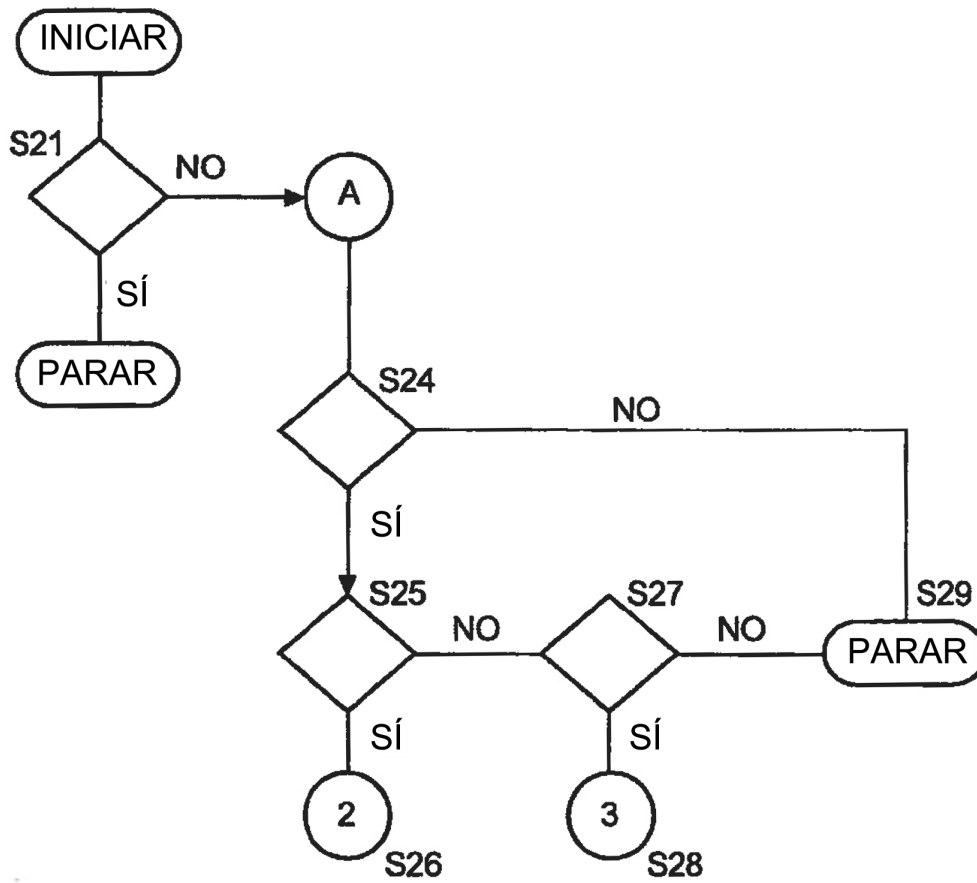 INICIAR
S21
NO
A
SÍ
PARAR
S24
NO
SÍ
S25
NO
S27
NO
S29
PARAR
SÍ
SÍ
2
S26
3
S28